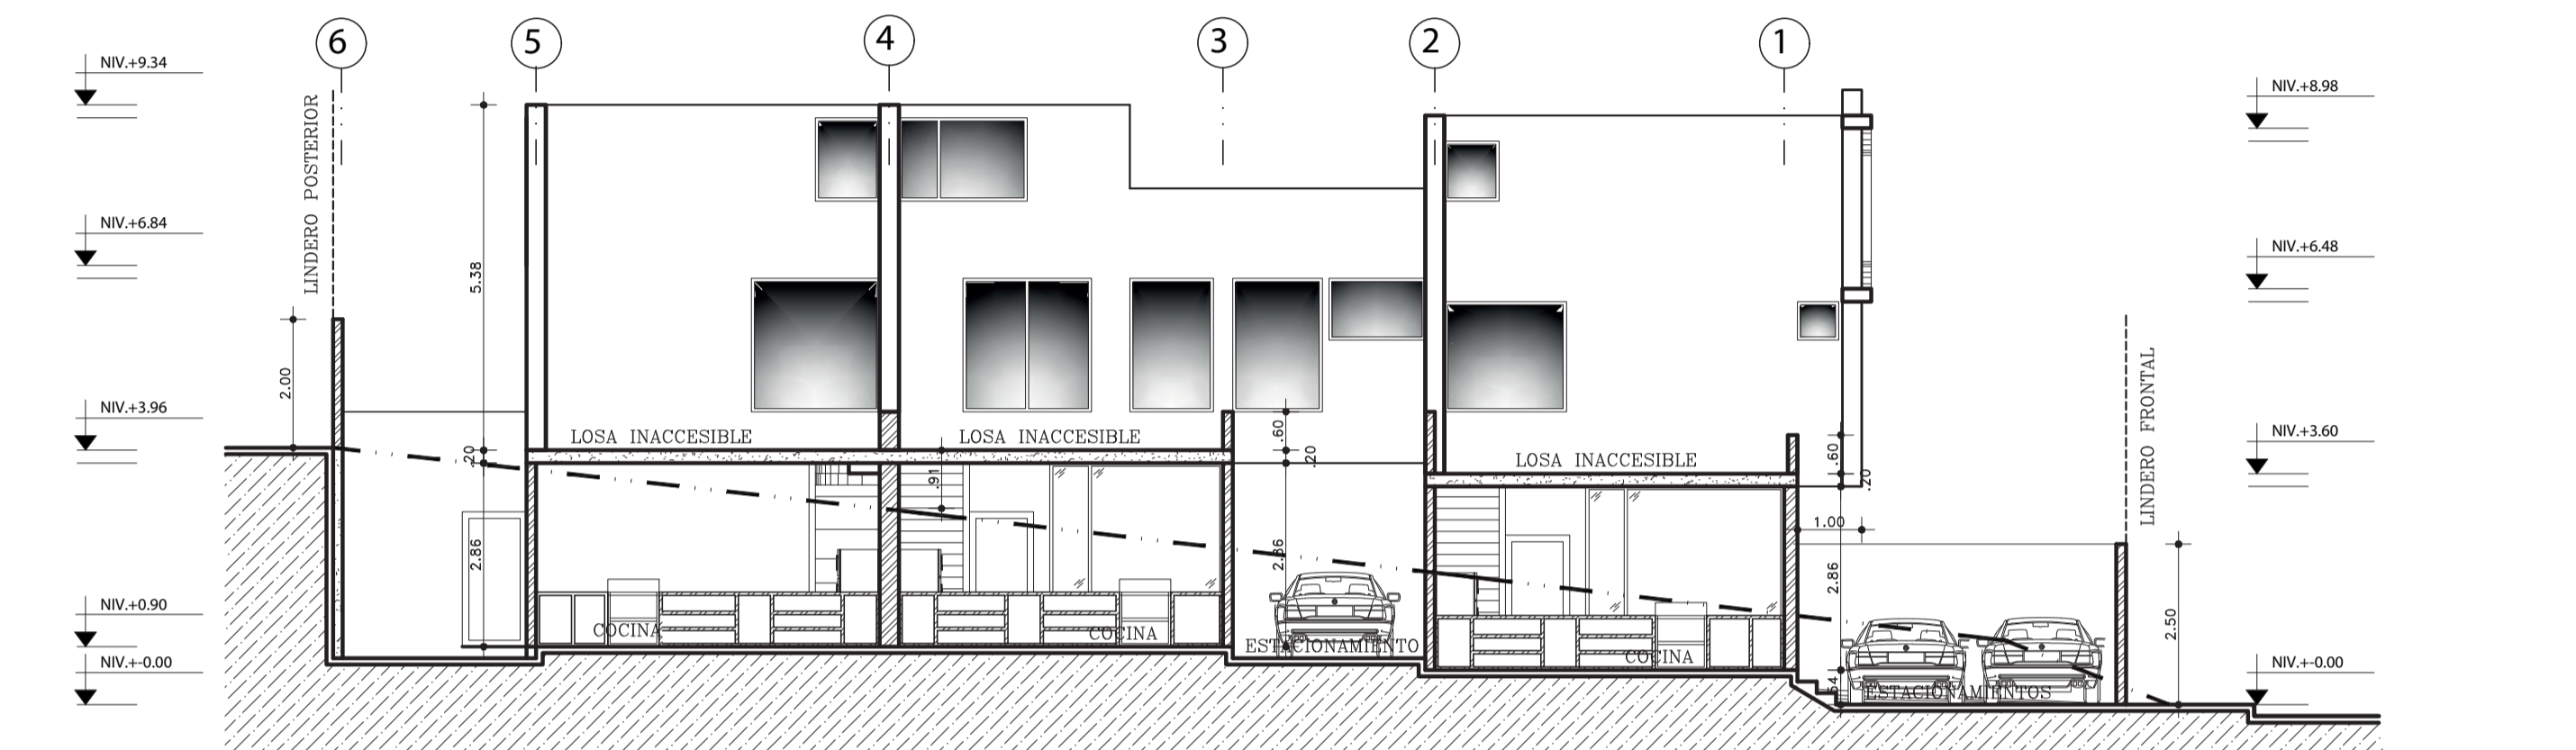 6
5
4
3
2
1
NIV.+9.34
NIV.+8.98
LINDERO POSTERIOR
NIV.+6.84
NIV.+6.48
5.38
2.00
NIV.+3.96
NIV.+3.60
LINDERO FRONTAL
LOSA INACCESIBLE
LOSA INACCESIBLE
LOSA INACCESIBLE
.60
.20
.20
.60
.20
.91
1.00
2.86
2.86
2.86
2.50
NIV.+0.90
COCINA
COCINA
ESTACIONAMIENTO
COCINA
NIV.+-0.00
NIV.+-0.00
ESTACIONAMIENTOS